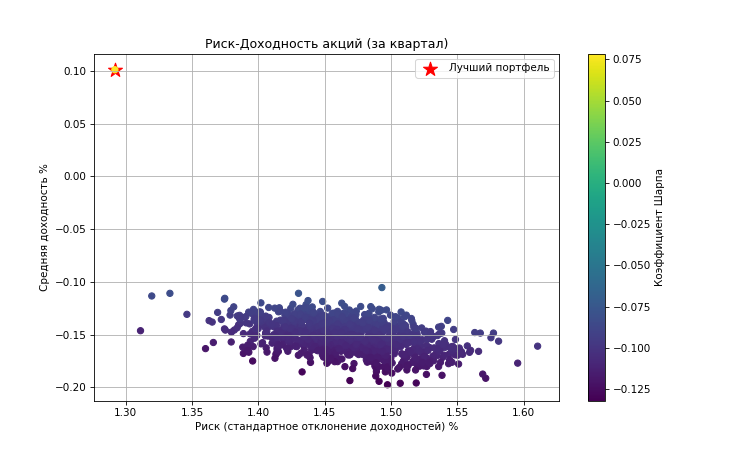 Риск-Доходность акций (за квартал)
Лучший портфель
Средняя доходность %
0.10
0.05
0.00
−0.05
−0.10
−0.15
−0.20
1.30 1.35 1.40 1.45 1.50 1.55 1.60
Риск (стандартное отклонение доходностей) %
0.075
0.050
0.025
0.000
−0.025
−0.050
−0.075
−0.100
−0.125
Коэффициент Шарпа